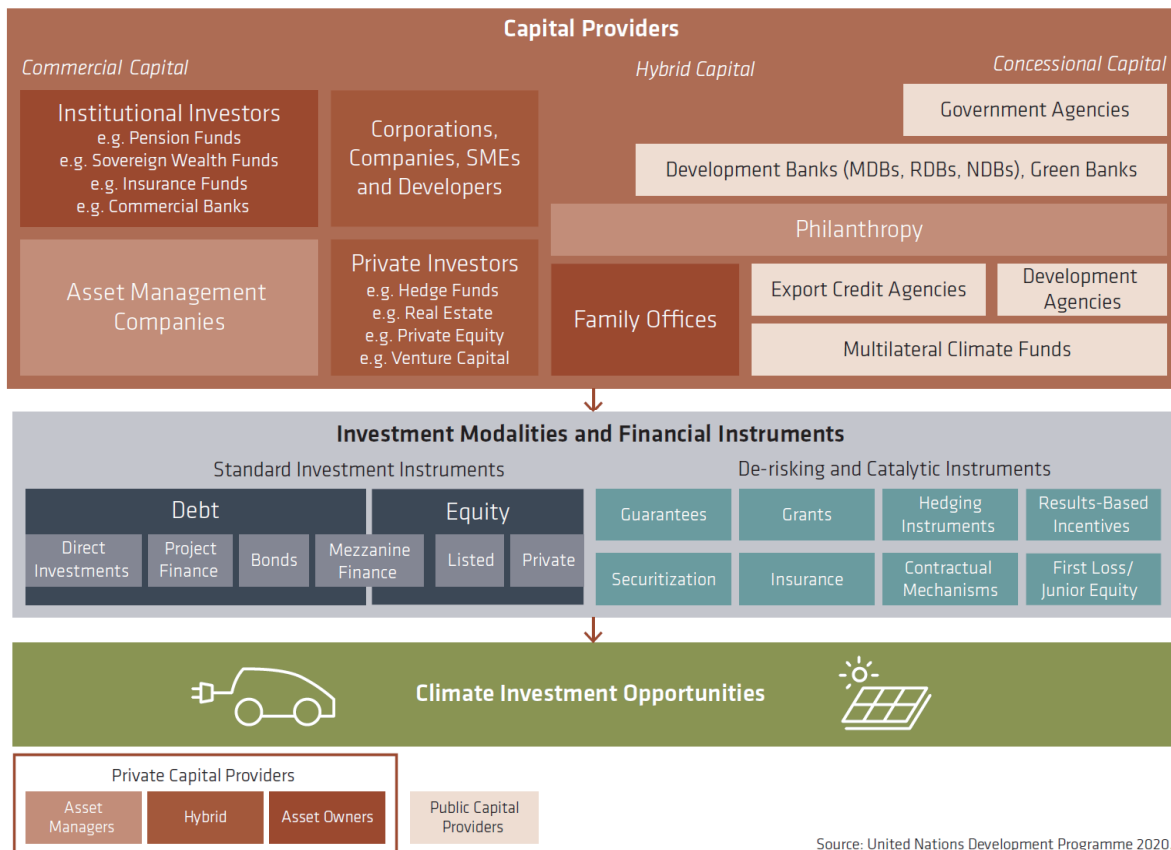 Capital Providers
Commercial Capital
Hybrid Capital
Concessional Capital
Institutional Investors
e.g. Pension Funds
e.g. Sovereign Wealth Funds
e.g. Insurance Funds
e.g. Commercial Banks
Corporations,
Companies, SMEs
and Developers
Government Agencies
Development Banks (MDBs, RDBs, NDBs), Green Banks
Philanthropy
Asset Management
Companies
Private Investors
e.g. Hedge Funds
e.g. Real Estate
e.g. Private Equity
e.g. Venture Capital
Family Offices
Export Credit Agencies
Development
Agencies
Multilateral Climate Funds
Investment Modalities and Financial Instruments
Standard Investment Instruments
De-risking and Catalytic Instruments
Debt
Equity
Direct
Investments
Project
Finance
Bonds
Mezzanine
Finance
Listed
Private
Guarantees
Grants
Hedging
Instruments
Results-Based
Incentives
Securitization
Insurance
Contractual
Mechanisms
First Loss/
Junior Equity
Climate Investment Opportunities
Private Capital Providers
Asset
Managers
Hybrid
Asset Owners
Public Capital
Providers
Source: United Nations Development Programme 2020